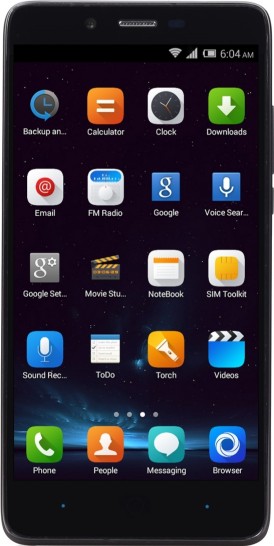 6:04 AM
Backup an... Calculator Clock Downloads
Email FM Radio Google Voice Sear...
Google Set... Movie Stu... NoteBook SIM Toolkit
Sound Rec... ToDo Torch Videos
Phone People Messaging Browser